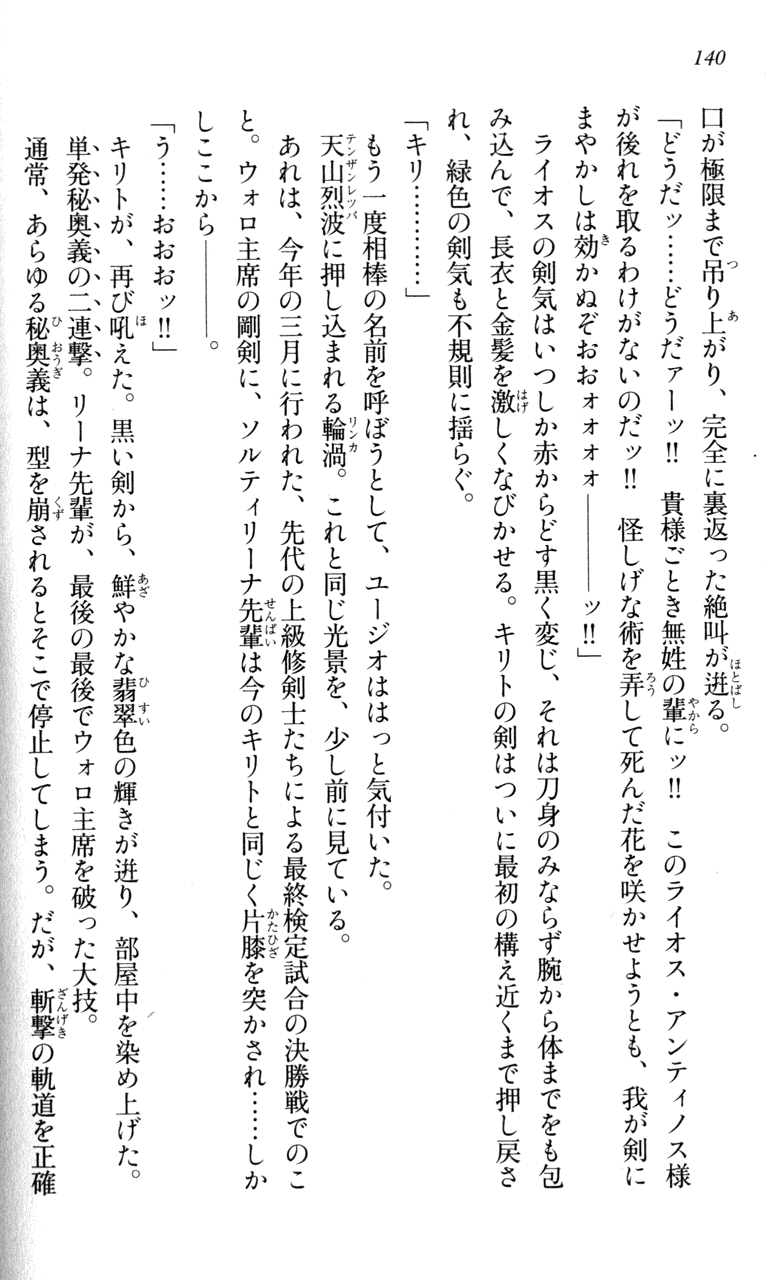 140
口が極限まで吊り上がり、完全に裏返った絶叫が迸る。
「どうだッ……どうだァーッ!!　貴様ごとき無姓の輩にッ!!　このライオス・アンティノス様
が後れを取るわけがないのだッ!!　怪しげな術を弄して死んだ花を咲かせようとも、我が剣に
まやかしは効かぬぞおおォォォォ――――ッ!!」
ライオスの剣気はいつしか赤からどす黒く変じ、それは刀身のみならず腕から体までをも包
み込んで、長衣と金髪を激しくなびかせる。キリトの剣はついに最初の構え近くまで押し戻さ
れ、緑色の剣気も不規則に揺らぐ。
「キリ…………」
もう一度相棒の名前を呼ぼうとして、ユージオははっと気付いた。
天山烈波に押し込まれる輪渦。これと同じ光景を、少し前に見ている。
あれは、今年の三月に行われた、先代の上級修剣士たちによる最終検定試合の決勝戦でのこ
と。ウォロ主席の剛剣に、ソルティリーナ先輩は今のキリトと同じく片膝を突かされ……しか
しここから――――。
「う……おおおッ!!」
キリトが、再び吼えた。黒い剣から、鮮やかな翡翠色の輝きが迸り、部屋中を染め上げた。
単発秘奥義の二連撃。リーナ先輩が、最後の最後でウォロ主席を破った大技。
通常、あらゆる秘奥義は、型を崩されるとそこで停止してしまう。だが、斬撃の軌道を正確